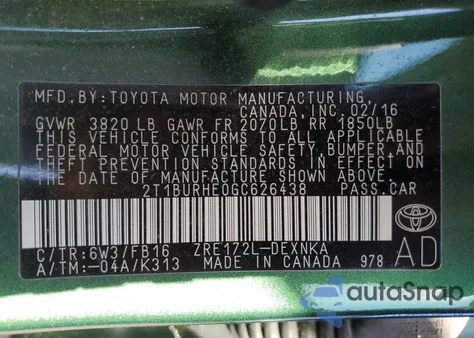 MFD. BY: TOYOTA MOTOR MANUFACTURING
CANADA, INC. 02/16
GVWR 3820 LB GAWR FR 2070LB RR 1850LB
THIS VEHICLE CONFORMS TO ALL APPLICABLE
FEDERAL MOTOR VEHICLE SAFETY, BUMPER, AND
THEFT PREVENTION STANDARDS IN EFFECT
ON THE DATE OF MANUFACTURE SHOWN ABOVE.
2T1BURHE0GC626438 PASS. CAR
C/TR: 6W3/FB16 ZRE172L-DEXNKA
A/TM: -04A/K313 MADE IN CANADA 978
AD
autoSnap